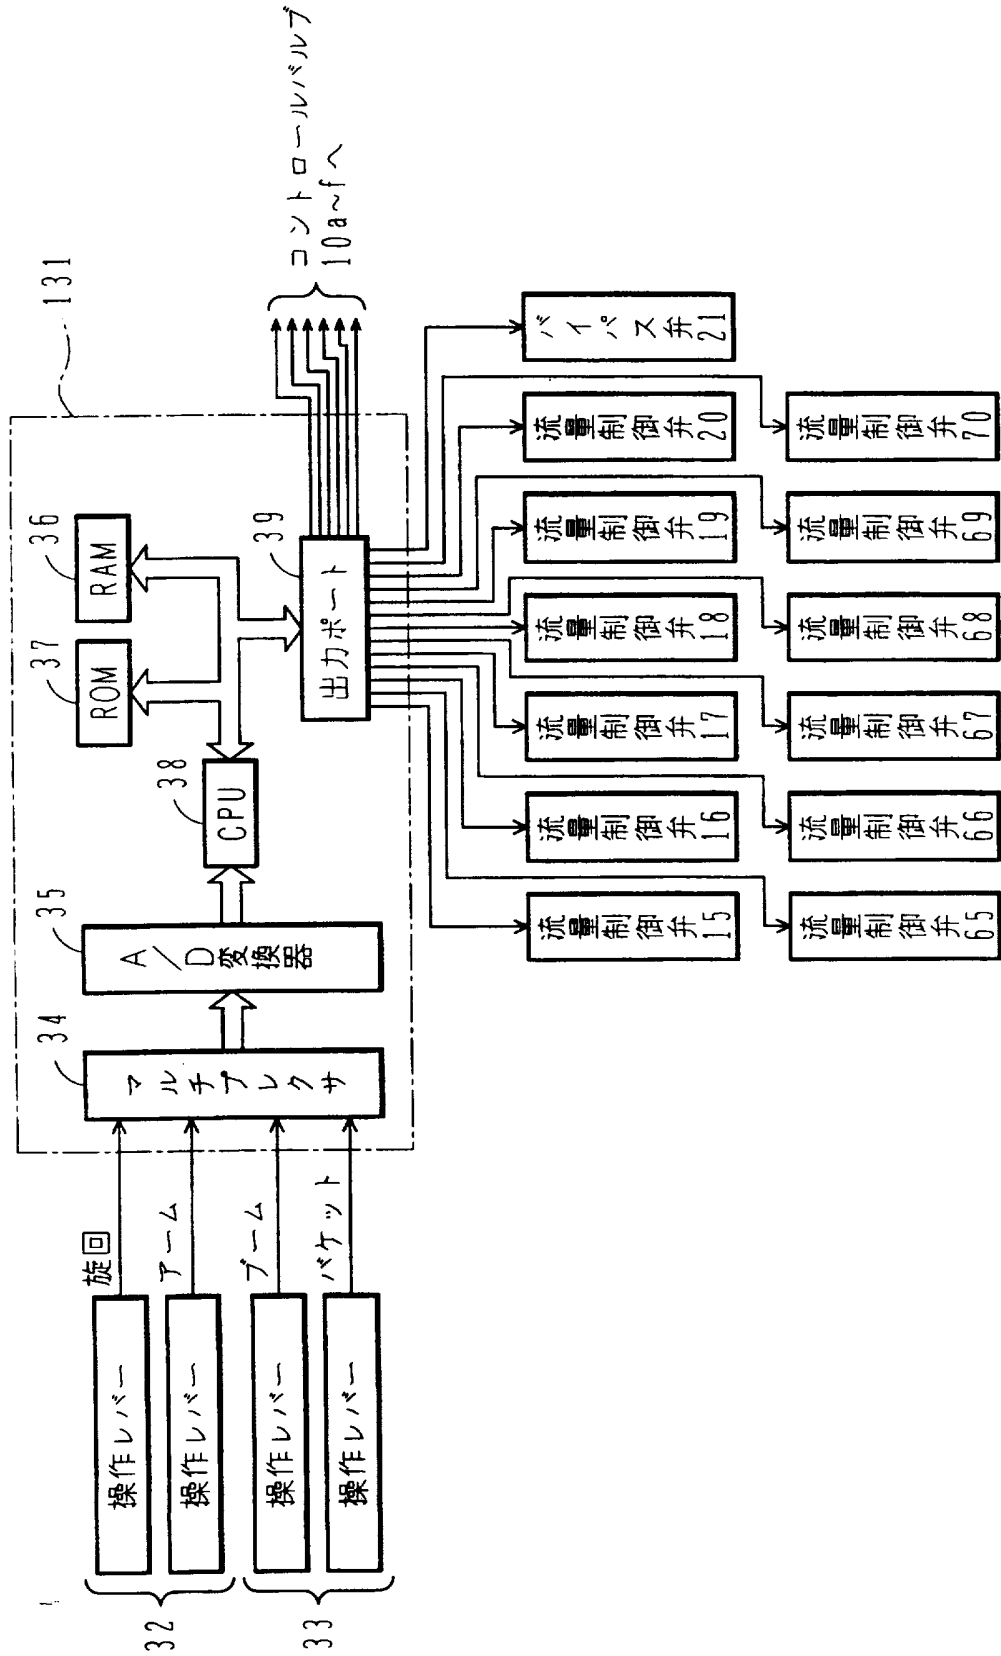 131
36
RAM
37
ROM
38
CPU
39
出力ポート
35
A/D変換器
34
マルチプレクサ
コントロールバルブ
10a~fへ
旋回
アーム
ブーム
バケット
操作レバー
操作レバー
操作レバー
操作レバー
32
33
流量制御弁15
流量制御弁16
流量制御弁17
流量制御弁18
流量制御弁19
流量制御弁20
バイパス弁21
流量制御弁65
流量制御弁66
流量制御弁67
流量制御弁68
流量制御弁69
流量制御弁70